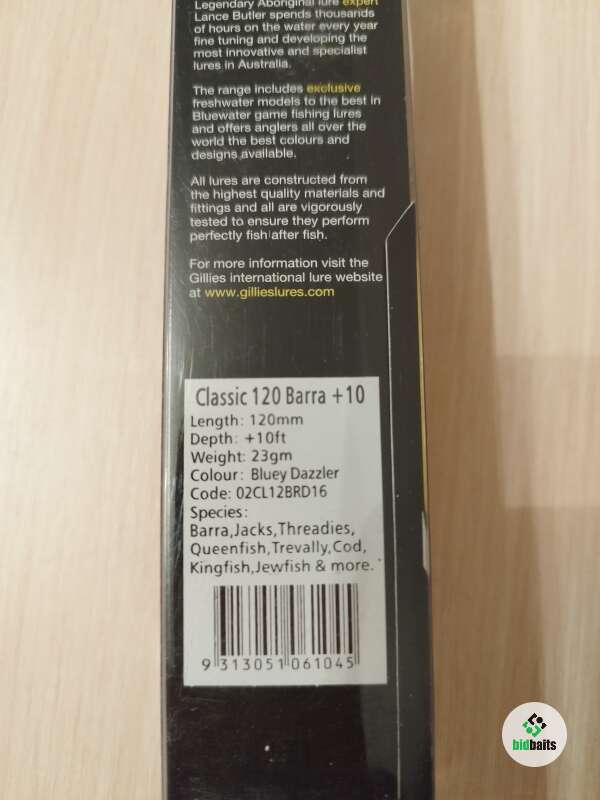 Legendary Aboriginal lure expert
Lance Butler spends thousands
of hours on the water every year
fine tuning and developing the
most innovative and specialist
lures in Australia.
The range includes exclusive
freshwater models to the best in
Bluewater game fishing lures
and offers anglers all over the
world the best colours and
designs available.
All lures are constructed from
the highest quality materials and
fittings and all are vigorously
tested to ensure they perform
perfectly fish after fish.
For more information visit the
Gillies international lure website
at www.gillieslures.com
Classic 120 Barra +10
Length: 120mm
Depth: +10ft
Weight: 23gm
Colour: Bluey Dazzler
Code: 02CL12BRD16
Species:
Barra,Jacks,Threadies,
Queenfish,Trevally,Cod,
Kingfish,Jewfish & more.
9 313051 061045
bidbaits